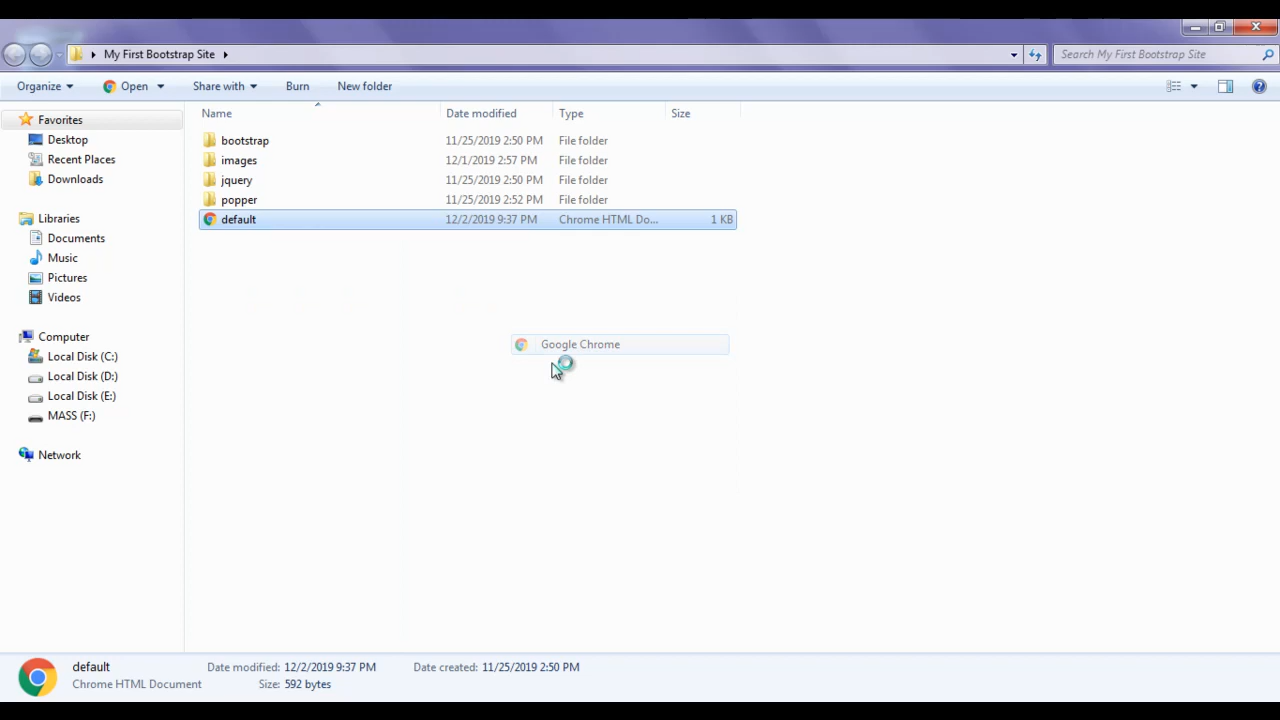 My First Bootstrap Site
Search My First Bootstrap Site
Organize Open Share with Burn New folder
Name Date modified Type Size
Favorites
Desktop
Recent Places
Downloads
Libraries
Documents
Music
Pictures
Videos
Computer
Local Disk (C:)
Local Disk (D:)
Local Disk (E:)
MASS (F:)
Network
bootstrap 11/25/2019 2:50 PM File folder
images 12/1/2019 2:57 PM File folder
jquery 11/25/2019 2:50 PM File folder
popper 11/25/2019 2:52 PM File folder
default 12/2/2019 9:37 PM Chrome HTML Do... 1 KB
Google Chrome
default Date modified: 12/2/2019 9:37 PM Date created: 11/25/2019 2:50 PM
Chrome HTML Document Size: 592 bytes